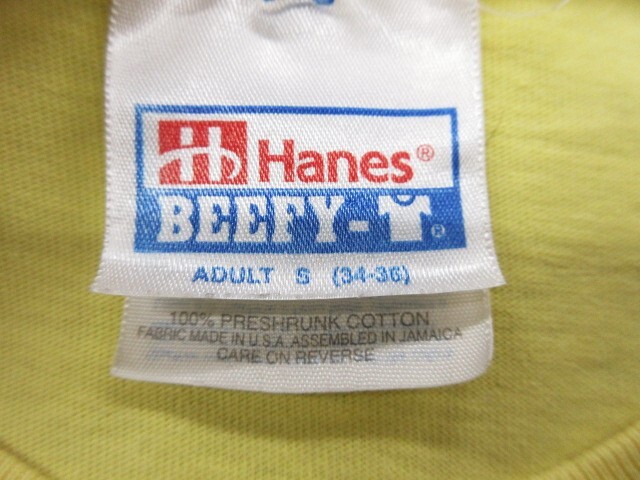 Hanes®
BEEFY-T®
ADULT S (34-36)
100% PRESHRUNK COTTON
FABRIC MADE IN U.S.A. ASSEMBLED IN JAMAICA
CARE ON REVERSE